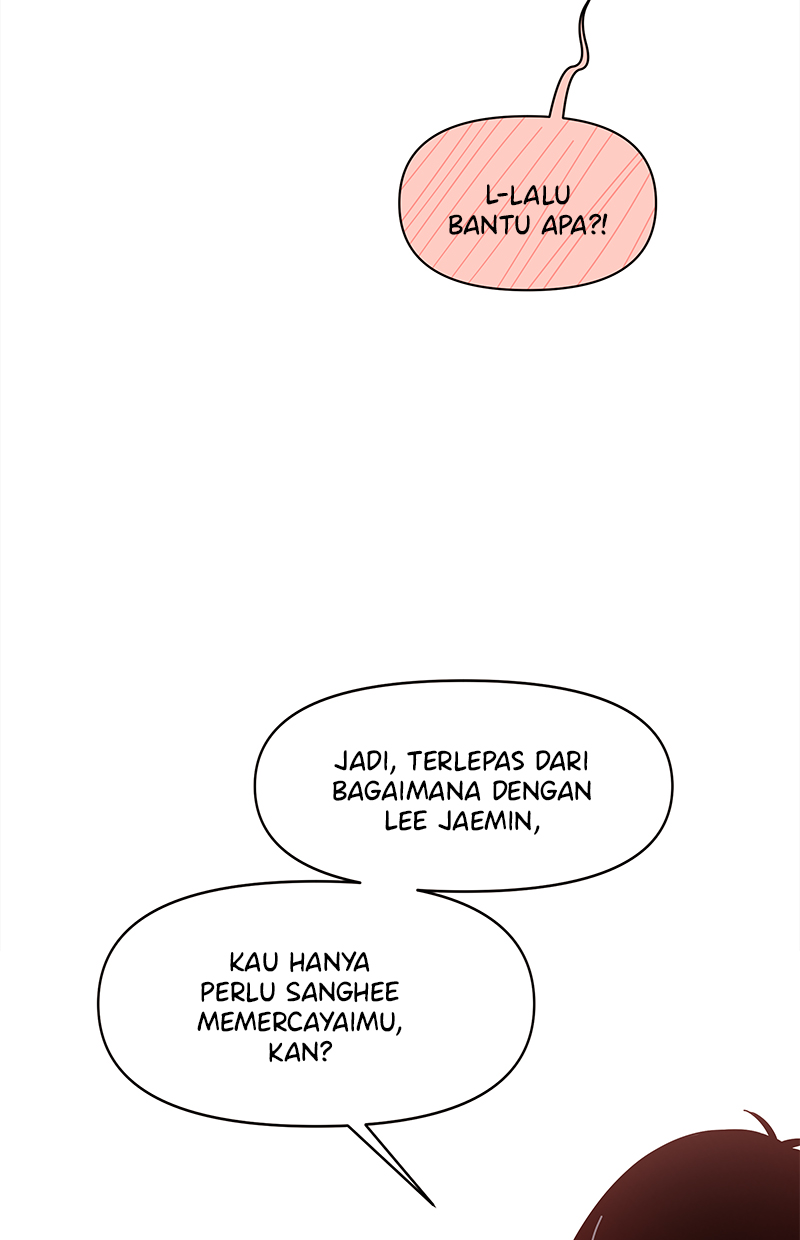 L-LALU
BANTU APA?!
JADI, TERLEPAS DARI
BAGAIMANA DENGAN
LEE JAEMIN,
KAU HANYA
PERLU SANGHEE
MEMERCAYAIMU,
KAN?